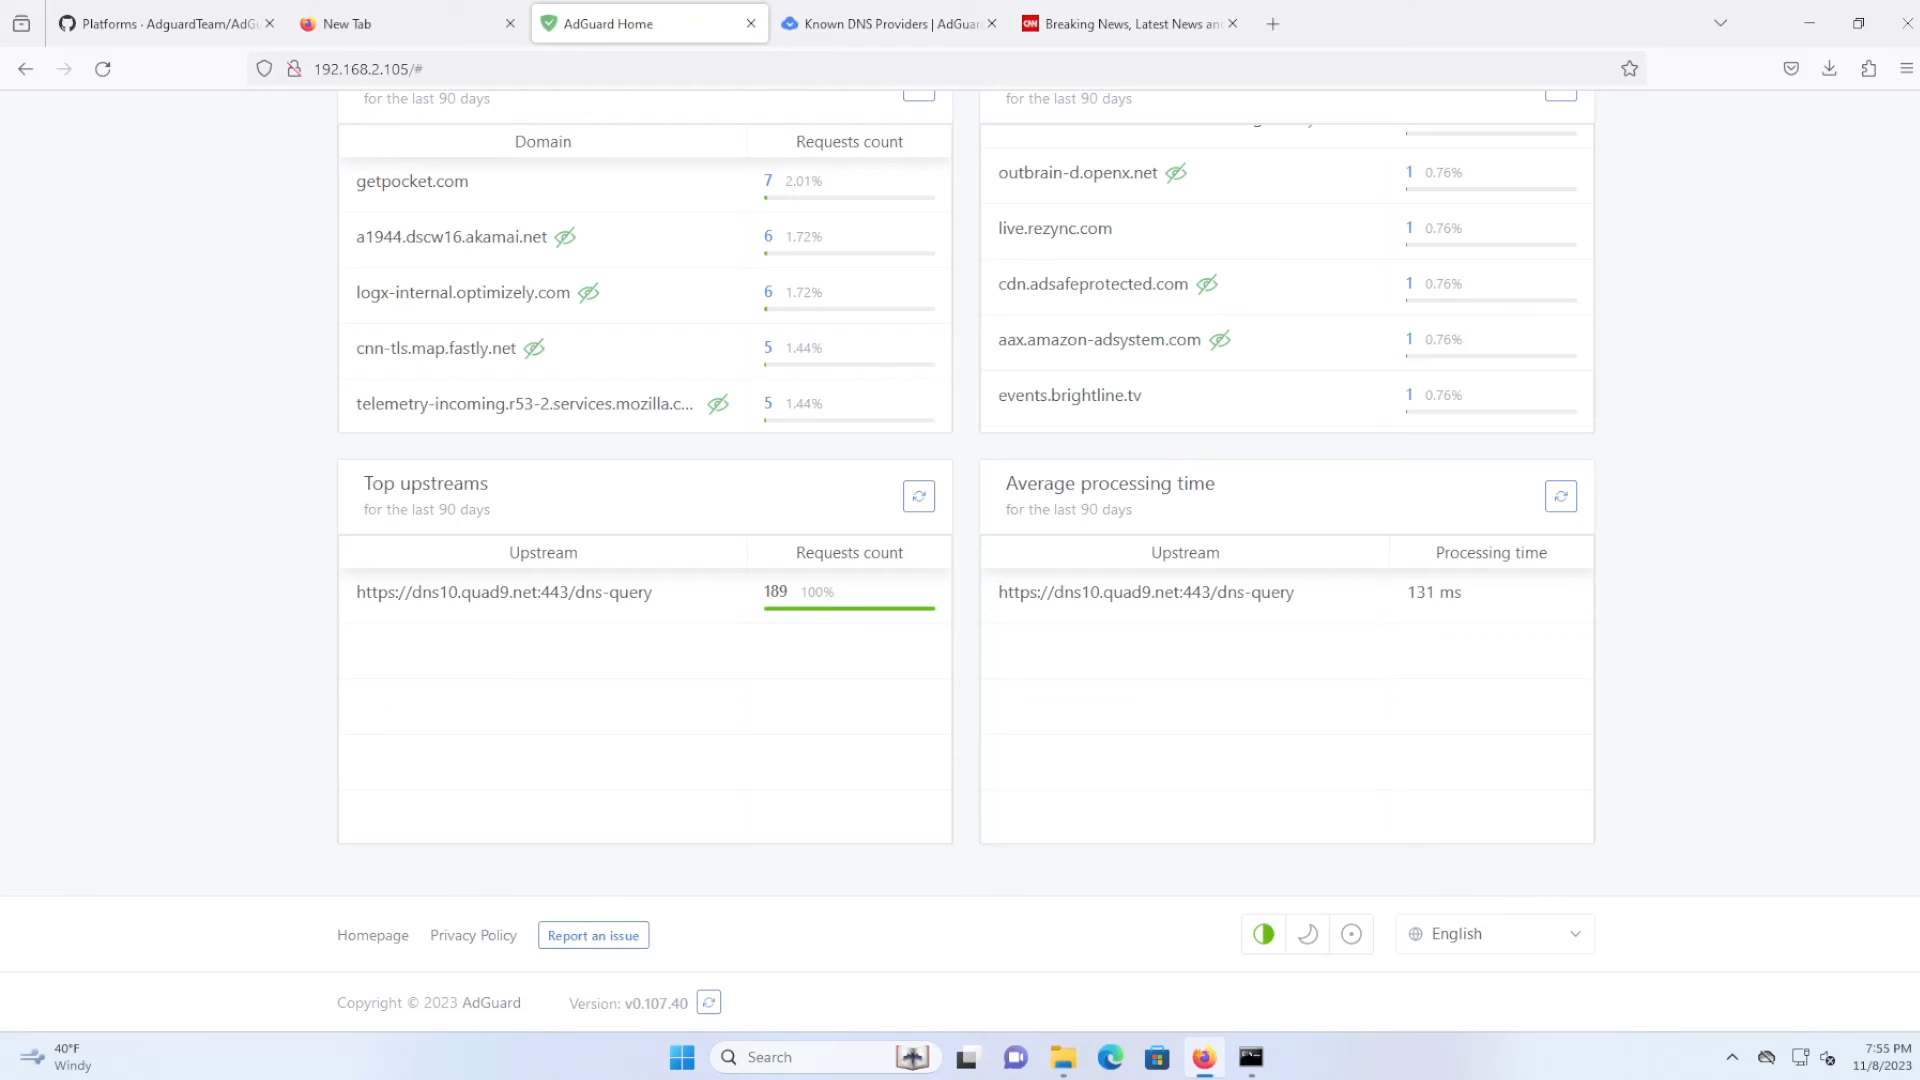 Platforms · AdguardTeam/AdGu
New Tab
AdGuard Home
Known DNS Providers | AdGuar
CNN
Breaking News, Latest News an
192.168.2.105/#
for the last 90 days
for the last 90 days
Domain
Requests count
getpocket.com
7 2.01%
a1944.dscw16.akamai.net
6 1.72%
logx-internal.optimizely.com
6 1.72%
cnn-tls.map.fastly.net
5 1.44%
telemetry-incoming.r53-2.services.mozilla.c...
5 1.44%
outbrain-d.openx.net
1 0.76%
live.rezync.com
1 0.76%
cdn.adsafeprotected.com
1 0.76%
aax.amazon-adsystem.com
1 0.76%
events.brightline.tv
1 0.76%
Top upstreams
for the last 90 days
Upstream
Requests count
https://dns10.quad9.net:443/dns-query
189 100%
Average processing time
for the last 90 days
Upstream
Processing time
https://dns10.quad9.net:443/dns-query
131 ms
Homepage
Privacy Policy
Report an issue
English
Copyright © 2023 AdGuard
Version: v0.107.40
40°F
Windy
Search
7:55 PM
11/8/2023